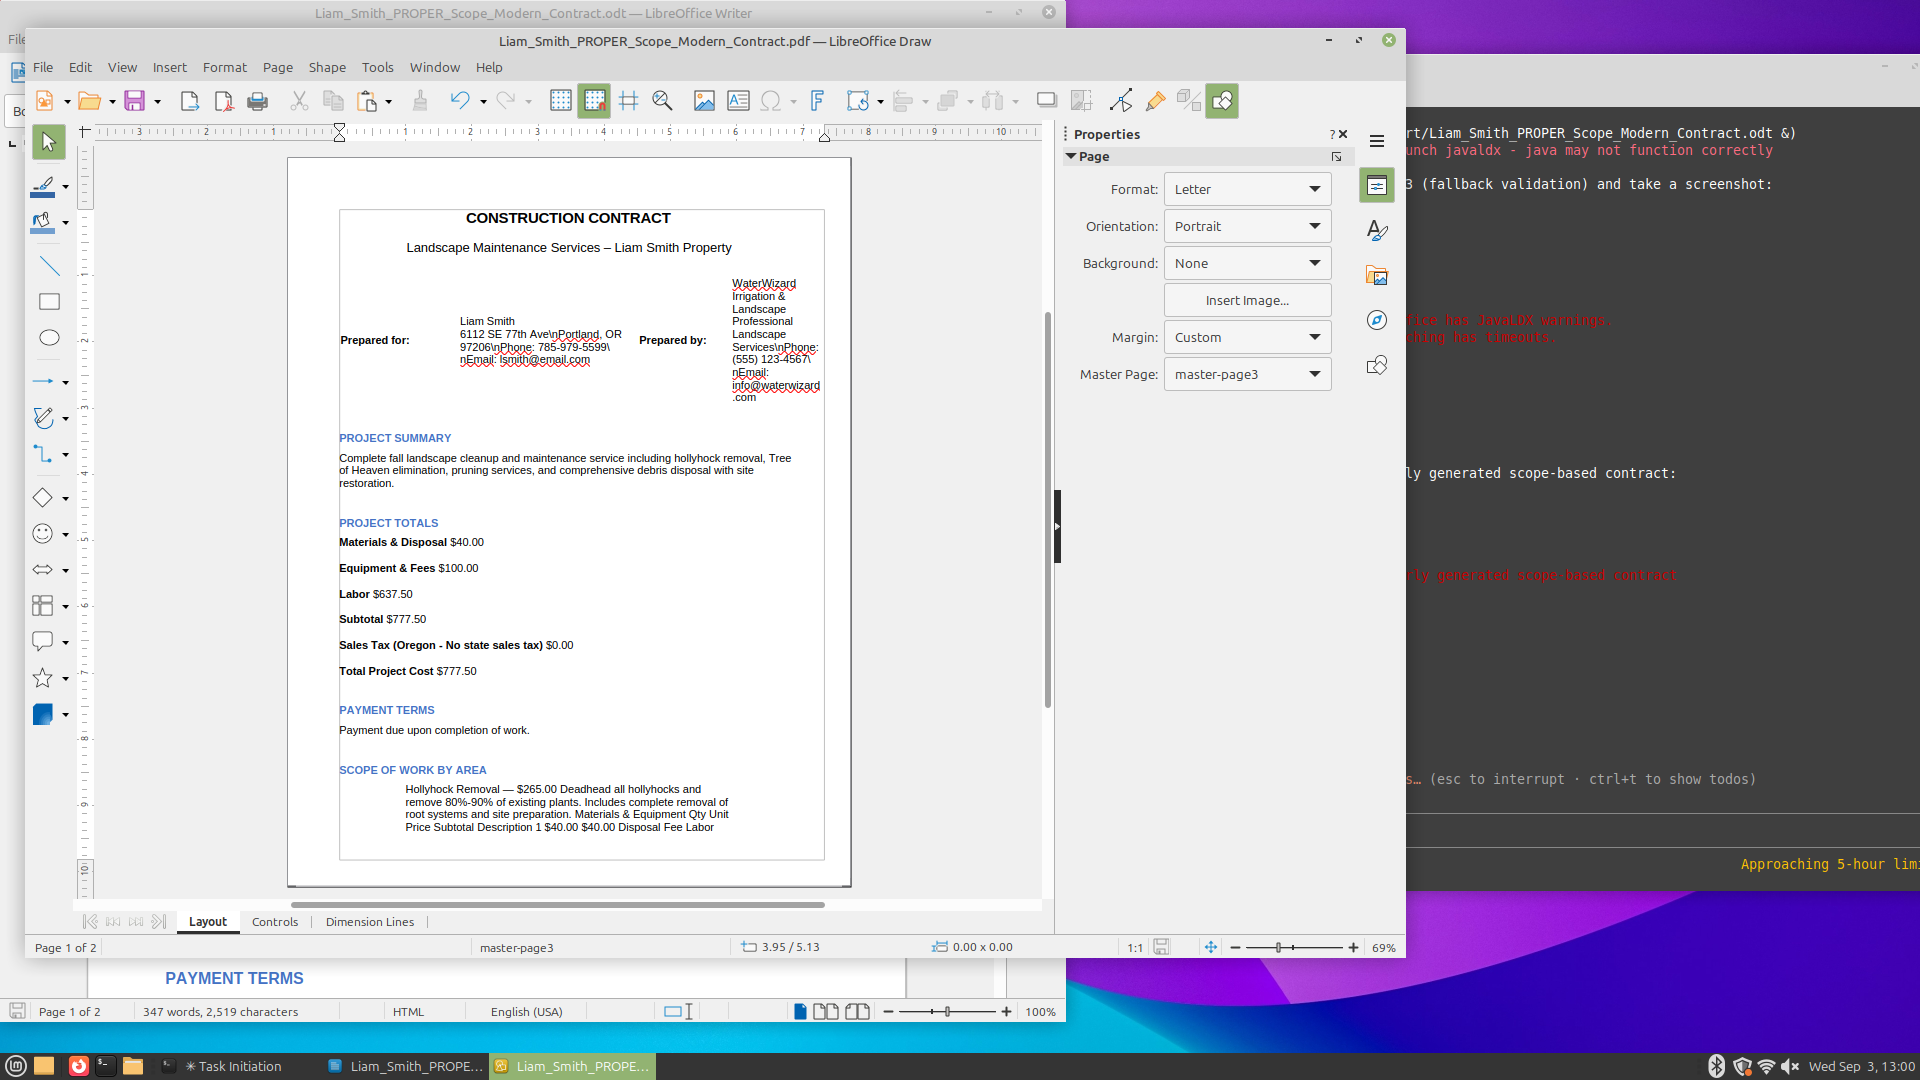 Liam_Smith_PROPER_Scope_Modern_Contract.odt — LibreOffice Writer
Liam_Smith_PROPER_Scope_Modern_Contract.pdf — LibreOffice Draw
File Edit View Insert Format Page Shape Tools Window Help
3 2 1 1 2 3 4 5 6 7 8 9 10
Properties
Page
Format: Letter
Orientation: Portrait
Background: None
Insert Image...
Margin: Custom
Master Page: master-page3
CONSTRUCTION CONTRACT
Landscape Maintenance Services – Liam Smith Property
Prepared for:
Liam Smith
6112 SE 77th Ave\nPortland, OR
97206\nPhone: 785-979-5599\
nEmail: lsmith@email.com
Prepared by:
WaterWizard
Irrigation &
Landscape
Professional
Landscape
Services\nPhone:
(555) 123-4567\
nEmail:
info@waterwizard
.com
PROJECT SUMMARY
Complete fall landscape cleanup and maintenance service including hollyhock removal, Tree
of Heaven elimination, pruning services, and comprehensive debris disposal with site
restoration.
PROJECT TOTALS
Materials & Disposal $40.00
Equipment & Fees $100.00
Labor $637.50
Subtotal $777.50
Sales Tax (Oregon - No state sales tax) $0.00
Total Project Cost $777.50
PAYMENT TERMS
Payment due upon completion of work.
SCOPE OF WORK BY AREA
Hollyhock Removal — $265.00 Deadhead all hollyhocks and
remove 80%-90% of existing plants. Includes complete removal of
root systems and site preparation. Materials & Equipment Qty Unit
Price Subtotal Description 1 $40.00 $40.00 Disposal Fee Labor
Layout Controls Dimension Lines
Page 1 of 2 master-page3 3.95 / 5.13 0.00 x 0.00 1:1 69%
rt/Liam_Smith_PROPER_Scope_Modern_Contract.odt &)
unch javaldx - java may not function correctly
3 (fallback validation) and take a screenshot:
fice has JavaLDX warnings.
ching has timeouts.
ly generated scope-based contract:
rly generated scope-based contract
s… (esc to interrupt · ctrl+t to show todos)
Approaching 5-hour limi
PAYMENT TERMS
Page 1 of 2 347 words, 2,519 characters HTML English (USA) 100%
Task Initiation Liam_Smith_PROPE... Liam_Smith_PROPE... Wed Sep 3, 13:00